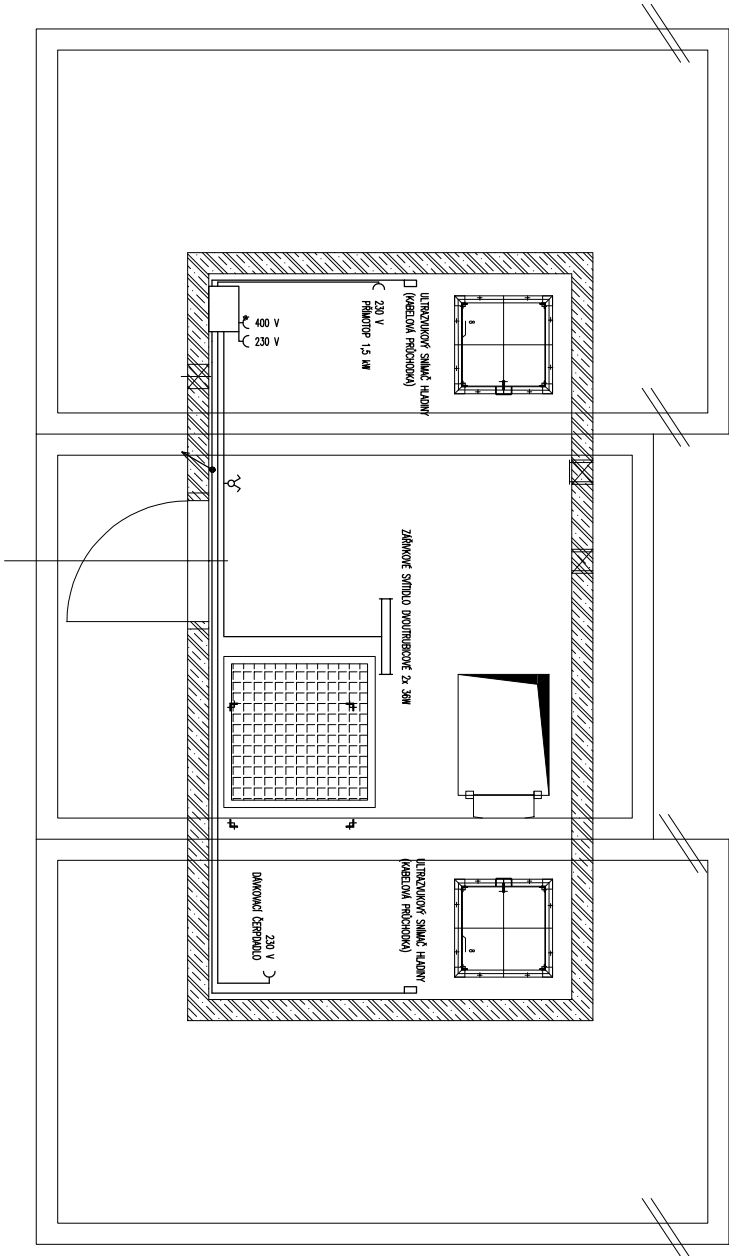 ULTRAZVUKOVÝ SNÍMAČ HLADINY
(KABELOVÁ PRŮCHODKA)
230 V
PŘÍMOTOP 1,5 kW
400 V
230 V
ZÁŘIVKOVÉ SVÍTIDLO DVOUTRUBICOVÉ 2x 36W
ULTRAZVUKOVÝ SNÍMAČ HLADINY
(KABELOVÁ PRŮCHODKA)
230 V
DÁVKOVACÍ ČERPDADLO